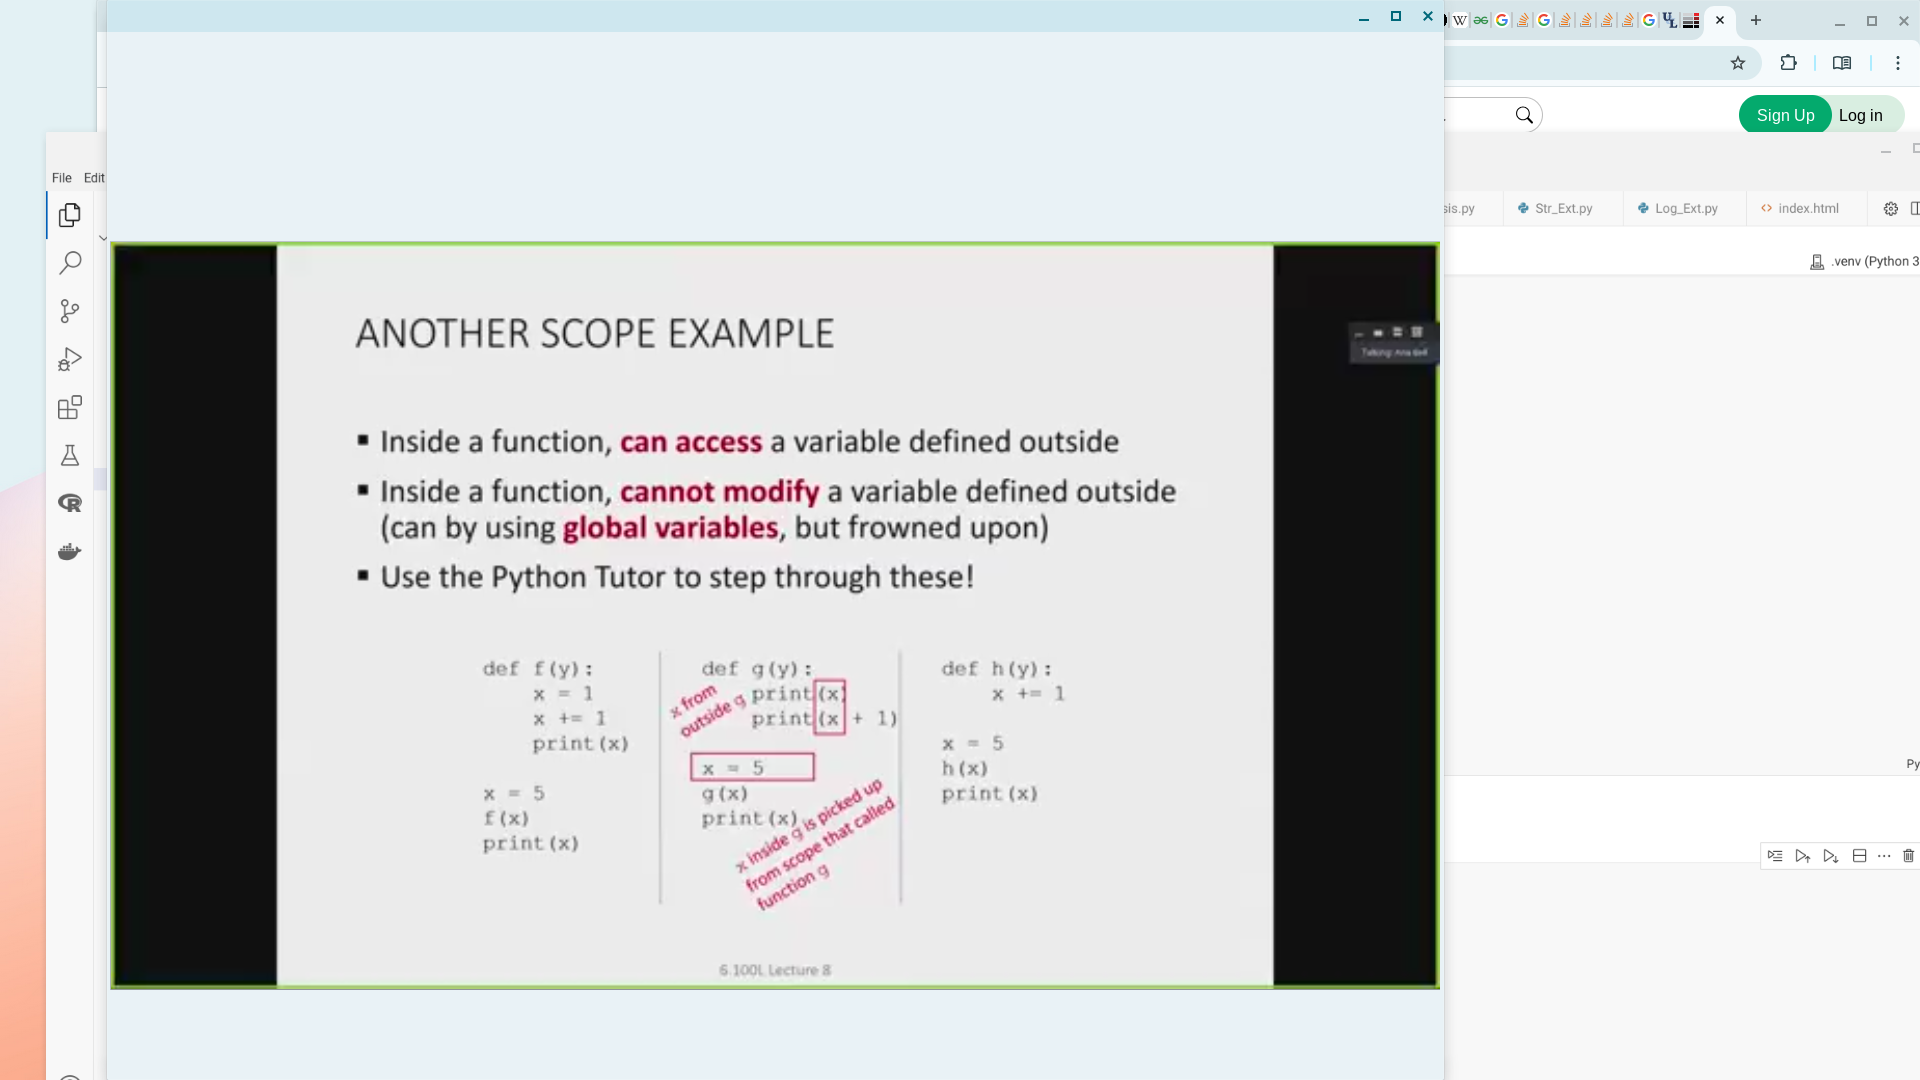 Sign Up
Log in
File Edit
sis.py
Str_Ext.py
Log_Ext.py
index.html
.venv (Python 3
ANOTHER SCOPE EXAMPLE
Talking: Ana Bell
▪ Inside a function, can access a variable defined outside
▪ Inside a function, cannot modify a variable defined outside
(can by using global variables, but frowned upon)
▪ Use the Python Tutor to step through these!
def f(y):
    x = 1
    x += 1
    print(x)
x = 5
f(x)
print(x)
def g(y):
    print(x)
    print(x + 1)
x from
outside g
x = 5
g(x)
print(x)
x inside g is picked up
from scope that called
function g
def h(y):
    x += 1
x = 5
h(x)
print(x)
6.100L Lecture 8
Py